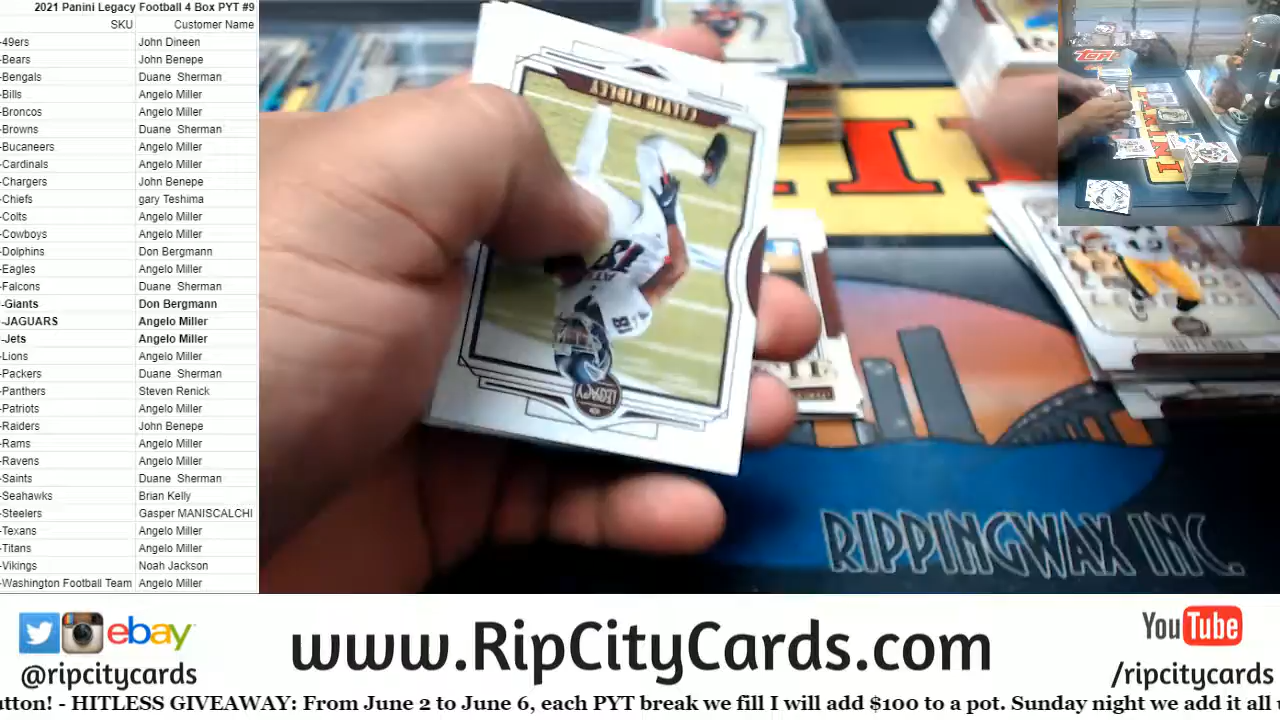 2021 Panini Legacy Football 4 Box PYT #9
SKU Customer Name
-49ers John Dineen
-Bears John Benepe
-Bengals Duane Sherman
-Bills Angelo Miller
-Broncos Angelo Miller
-Browns Duane Sherman
-Bucaneers Angelo Miller
-Cardinals Angelo Miller
-Chargers John Benepe
-Chiefs gary Teshima
-Colts Angelo Miller
-Cowboys Angelo Miller
-Dolphins Don Bergmann
-Eagles Angelo Miller
-Falcons Duane Sherman
-Giants Don Bergmann
-JAGUARS Angelo Miller
-Jets Angelo Miller
-Lions Angelo Miller
-Packers Duane Sherman
-Panthers Steven Renick
-Patriots Angelo Miller
-Raiders John Benepe
-Rams Angelo Miller
-Ravens Angelo Miller
-Saints Duane Sherman
-Seahawks Brian Kelly
-Steelers Gasper MANISCALCHI
-Texans Angelo Miller
-Titans Angelo Miller
-Vikings Noah Jackson
-Washington Football Team Angelo Miller
CALVIN RIDLEY
18
LEGACY
RIPPINGWAX INC.
ebay
@ripcitycards
www.RipCityCards.com
YouTube
/ripcitycards
utton! - HITLESS GIVEAWAY: From June 2 to June 6, each PYT break we fill I will add $100 to a pot. Sunday night we add it all u